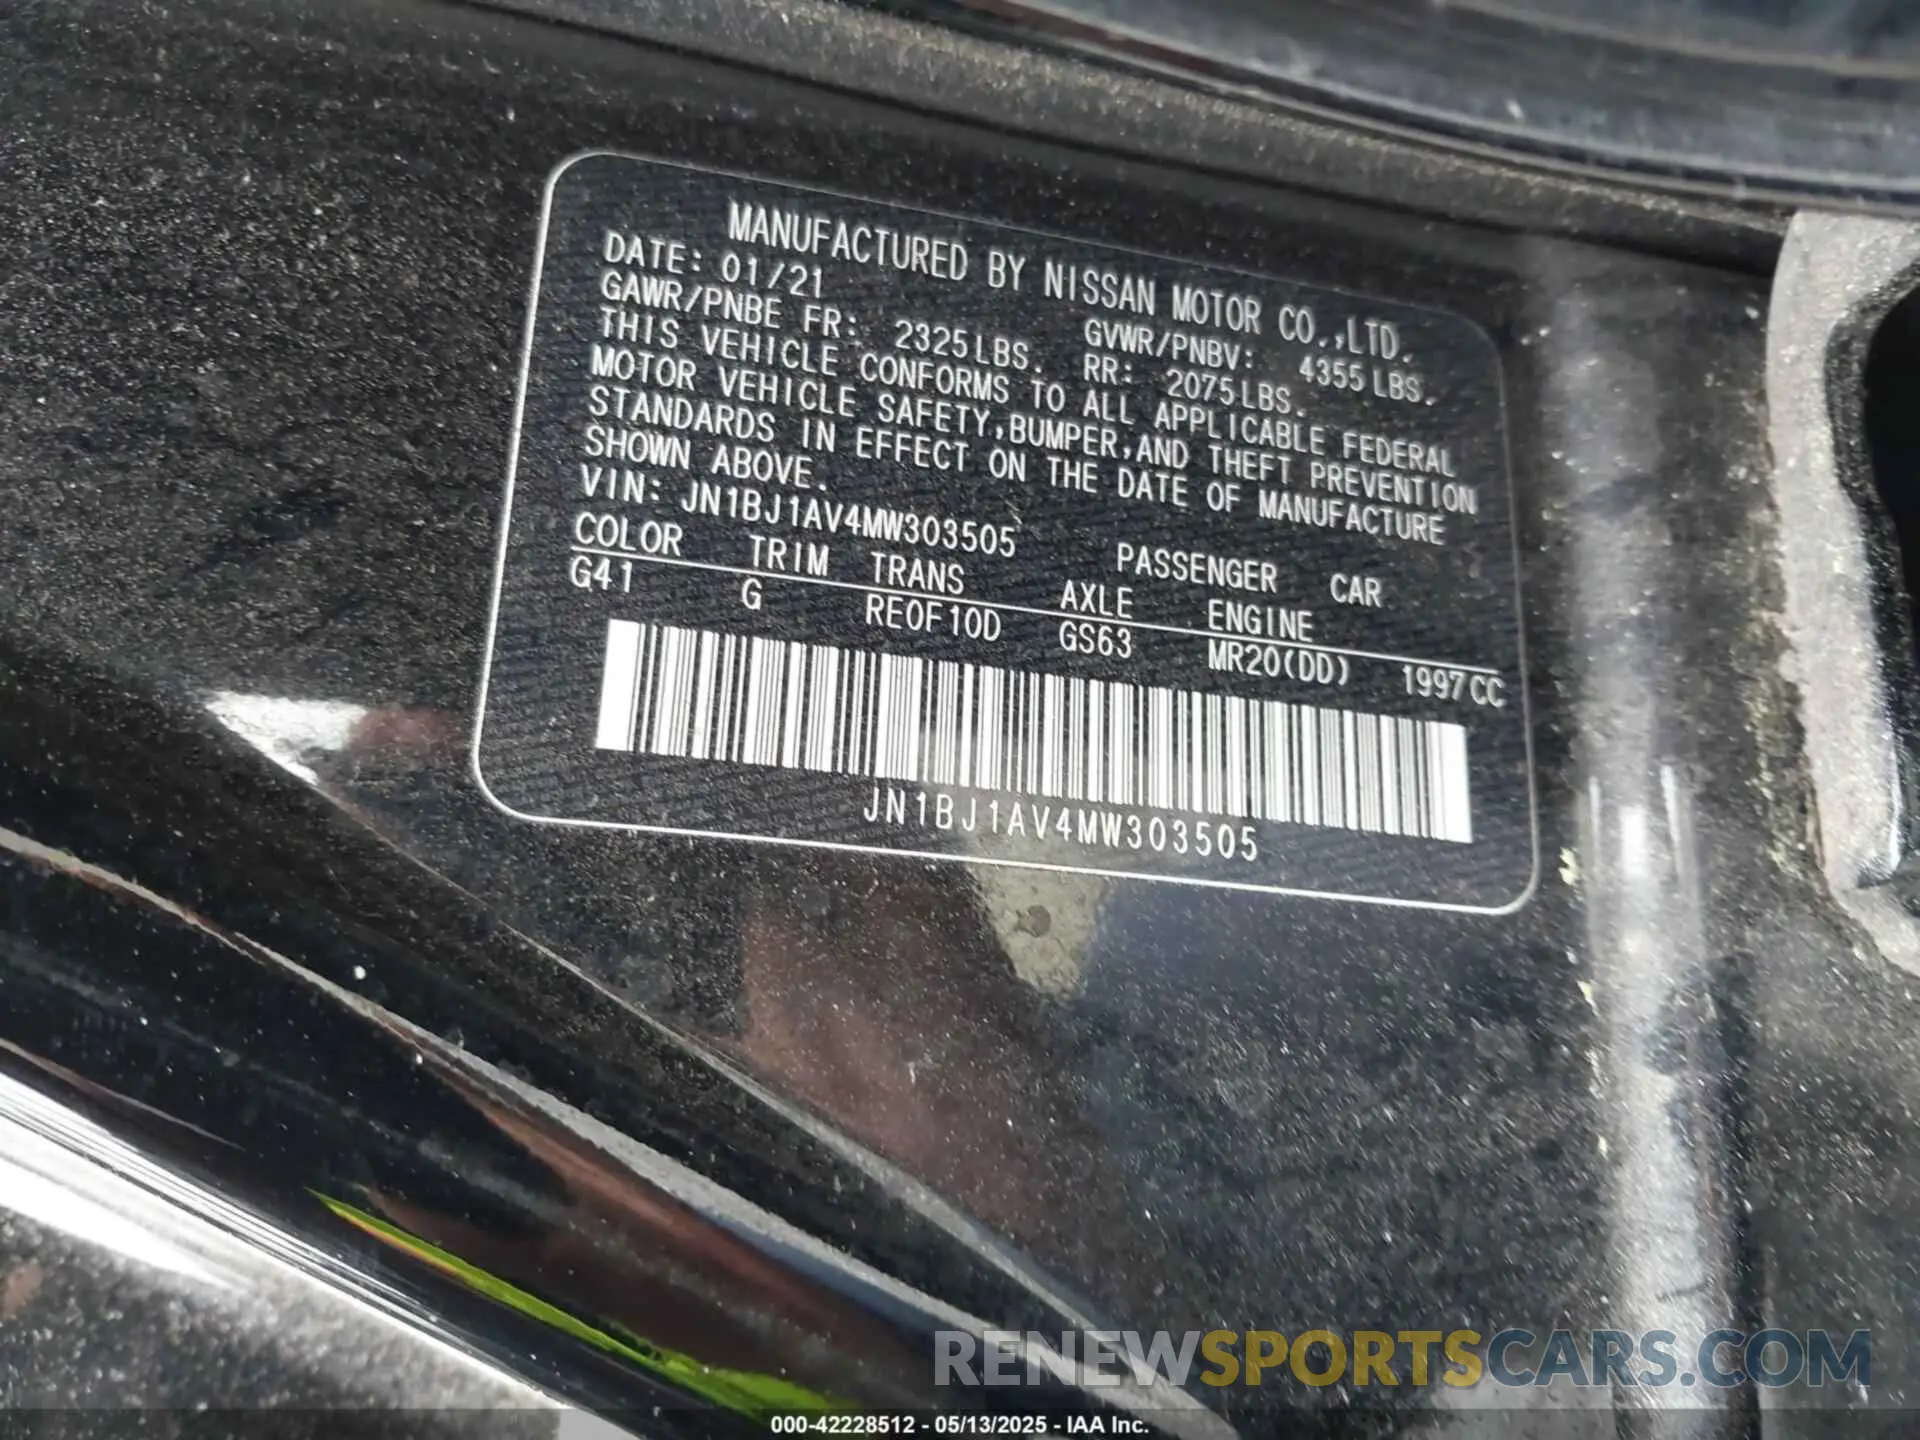 MANUFACTURED BY NISSAN MOTOR CO.,LTD.
DATE: 01/21 GVWR/PNBV: 4355LBS.
GAWR/PNBE FR: 2325LBS. RR: 2075LBS.
THIS VEHICLE CONFORMS TO ALL APPLICABLE FEDERAL
MOTOR VEHICLE SAFETY,BUMPER,AND THEFT PREVENTION
STANDARDS IN EFFECT ON THE DATE OF MANUFACTURE
SHOWN ABOVE.
VIN: JN1BJ1AV4MW303505 PASSENGER CAR
COLOR TRIM TRANS AXLE ENGINE
G41 G RE0F10D GS63 MR20(DD) 1997CC
JN1BJ1AV4MW303505
RENEWSPORTSCARS.COM
000-42228512 - 05/13/2025 - IAA Inc.